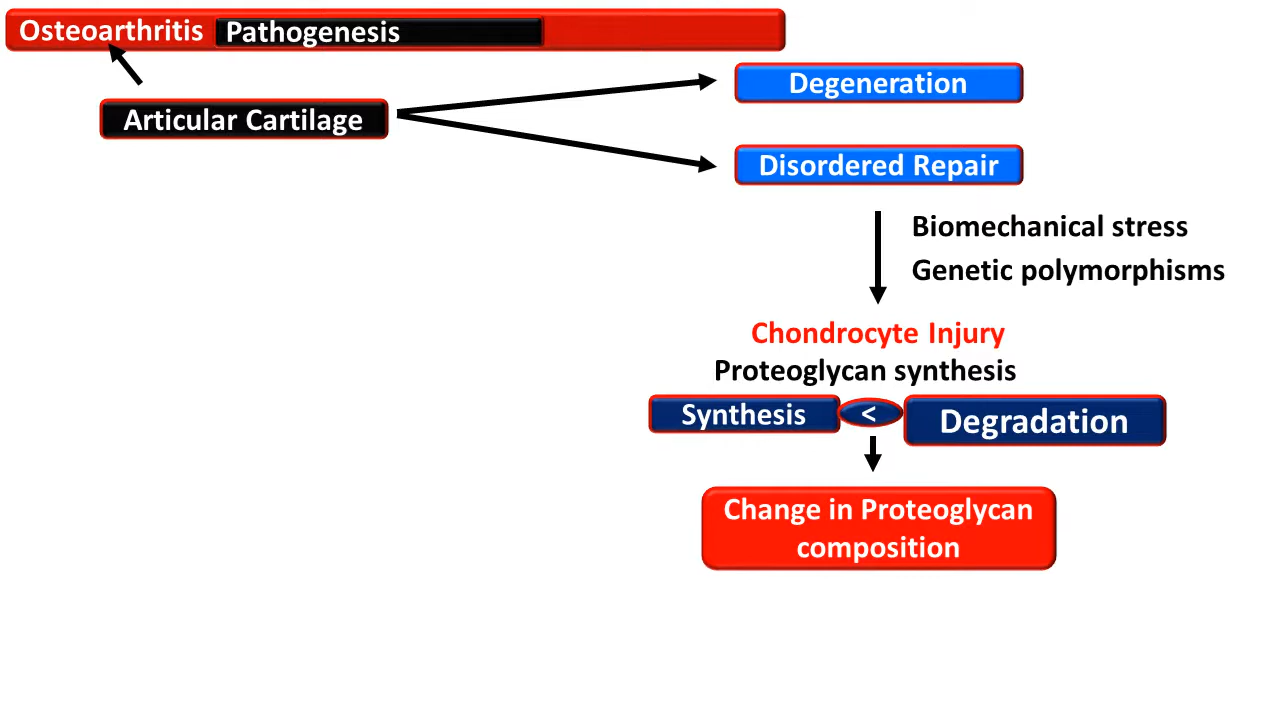 Osteoarthritis Pathogenesis
Articular Cartilage
Degeneration
Disordered Repair
Biomechanical stress
Genetic polymorphisms
Chondrocyte Injury
Proteoglycan synthesis
Synthesis < Degradation
Change in Proteoglycan
composition